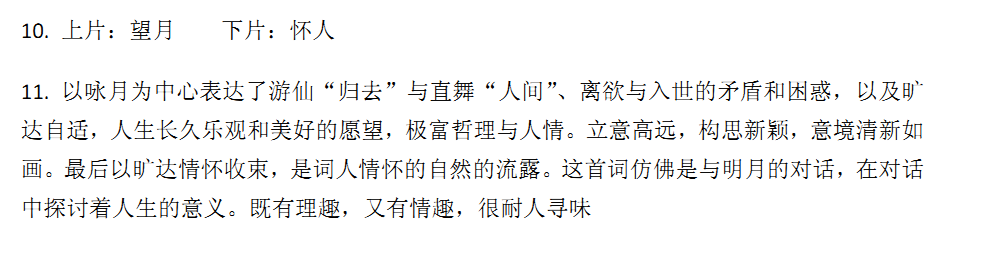 10. 上片：望月　　下片：怀人
11. 以咏月为中心表达了游仙“归去”与直舞“人间”、离欲与入世的矛盾和困惑，以及旷
达自适，人生长久乐观和美好的愿望，极富哲理与人情。立意高远，构思新颖，意境清新如
画。最后以旷达情怀收束，是词人情怀的自然的流露。这首词仿佛是与明月的对话，在对话
中探讨着人生的意义。既有理趣，又有情趣，很耐人寻味